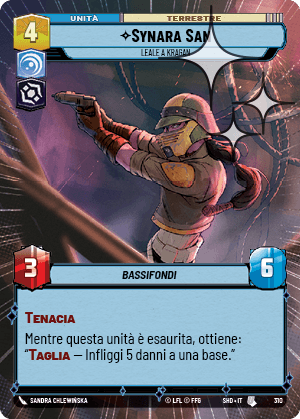 UNITÀ TERRESTRE
4
✧SYNARA SAN
LEALE A KRAGAN
3
6
BASSIFONDI
TENACIA
Mentre questa unità è esaurita, ottiene:
"TAGLIA — Infliggi 5 danni a una base."
SANDRA CHLEWIŃSKA © LFL © FFG SHD • IT 310